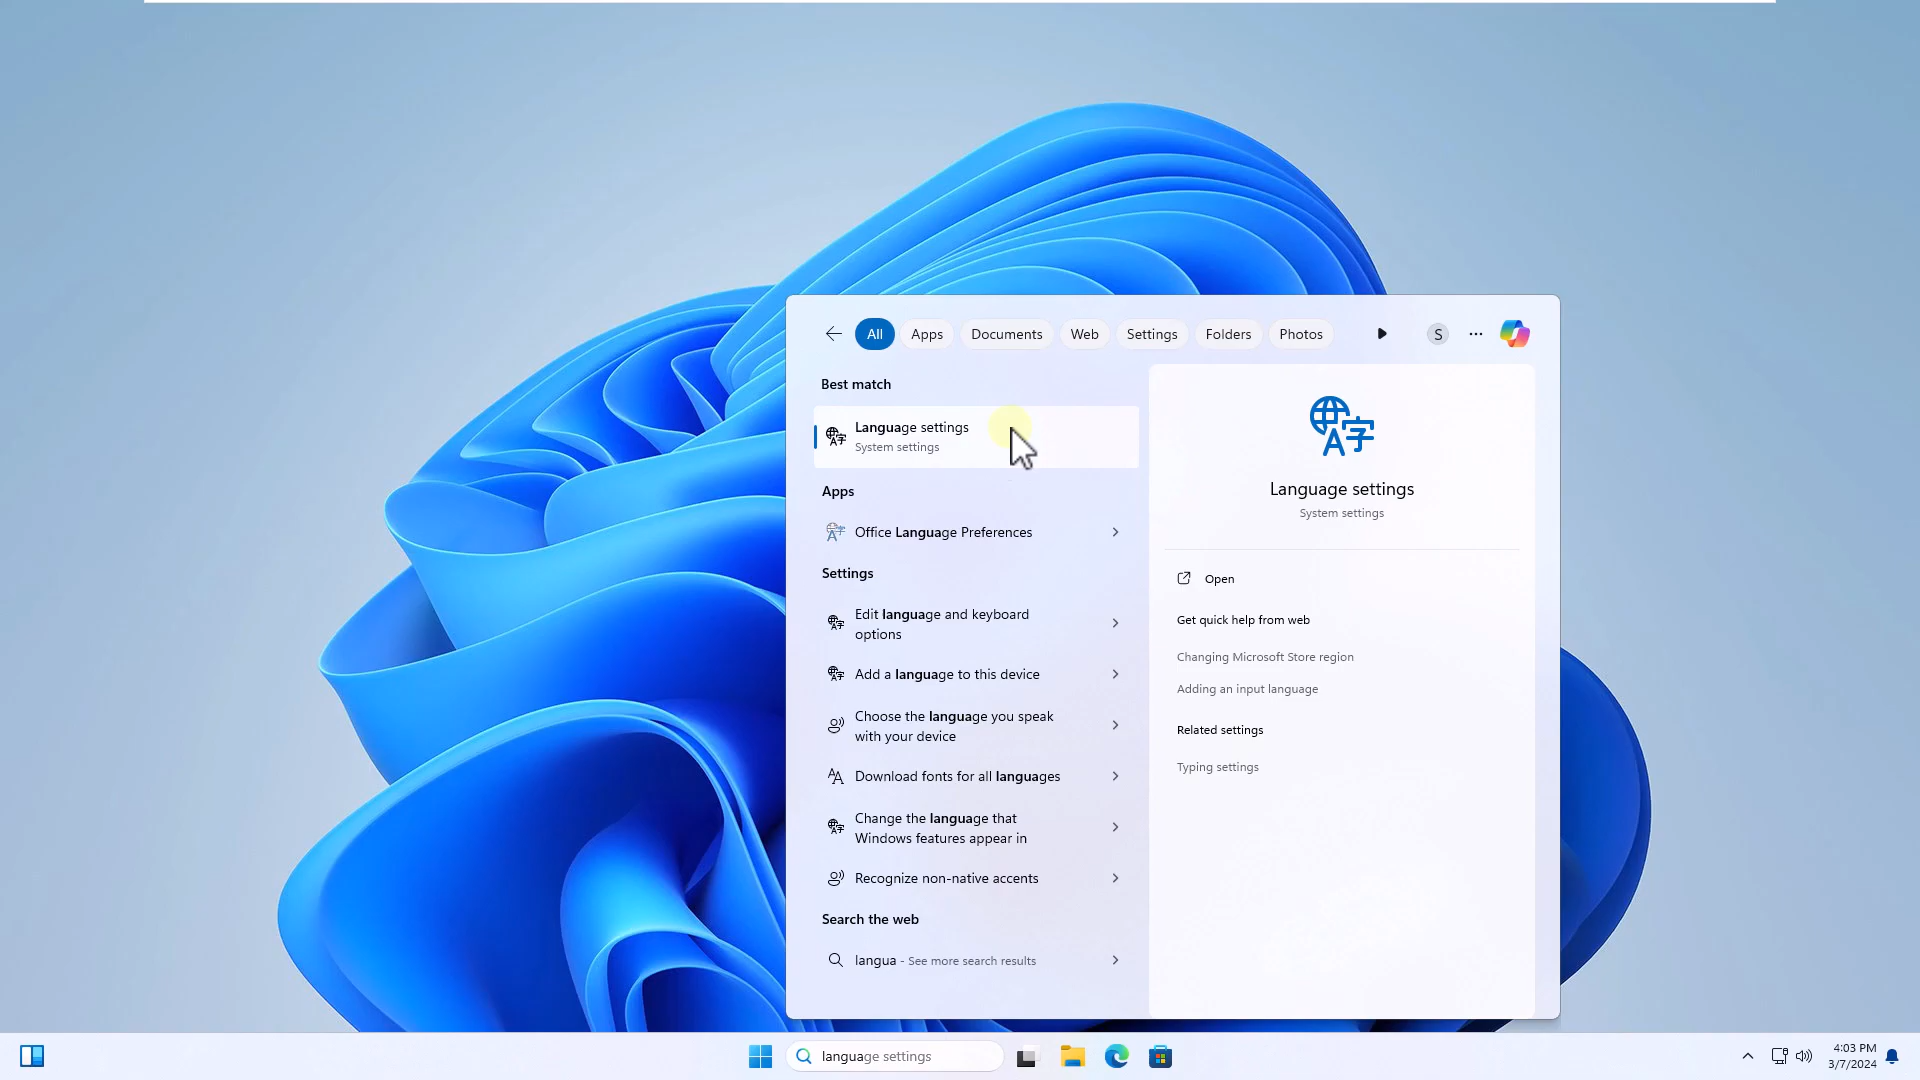 All Apps Documents Web Settings Folders Photos S
Best match
Language settings
System settings
Apps
Office Language Preferences
Settings
Edit language and keyboard
options
Add a language to this device
Choose the language you speak
with your device
Download fonts for all languages
Change the language that
Windows features appear in
Recognize non-native accents
Search the web
langua - See more search results
Language settings
System settings
Open
Get quick help from web
Changing Microsoft Store region
Adding an input language
Related settings
Typing settings
language settings
4:03 PM
3/7/2024